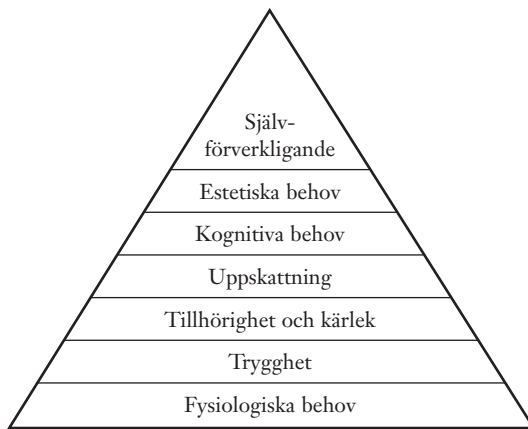 Själv-
förverkligande
Estetiska behov
Kognitiva behov
Uppskattning
Tillhörighet och kärlek
Trygghet
Fysiologiska behov